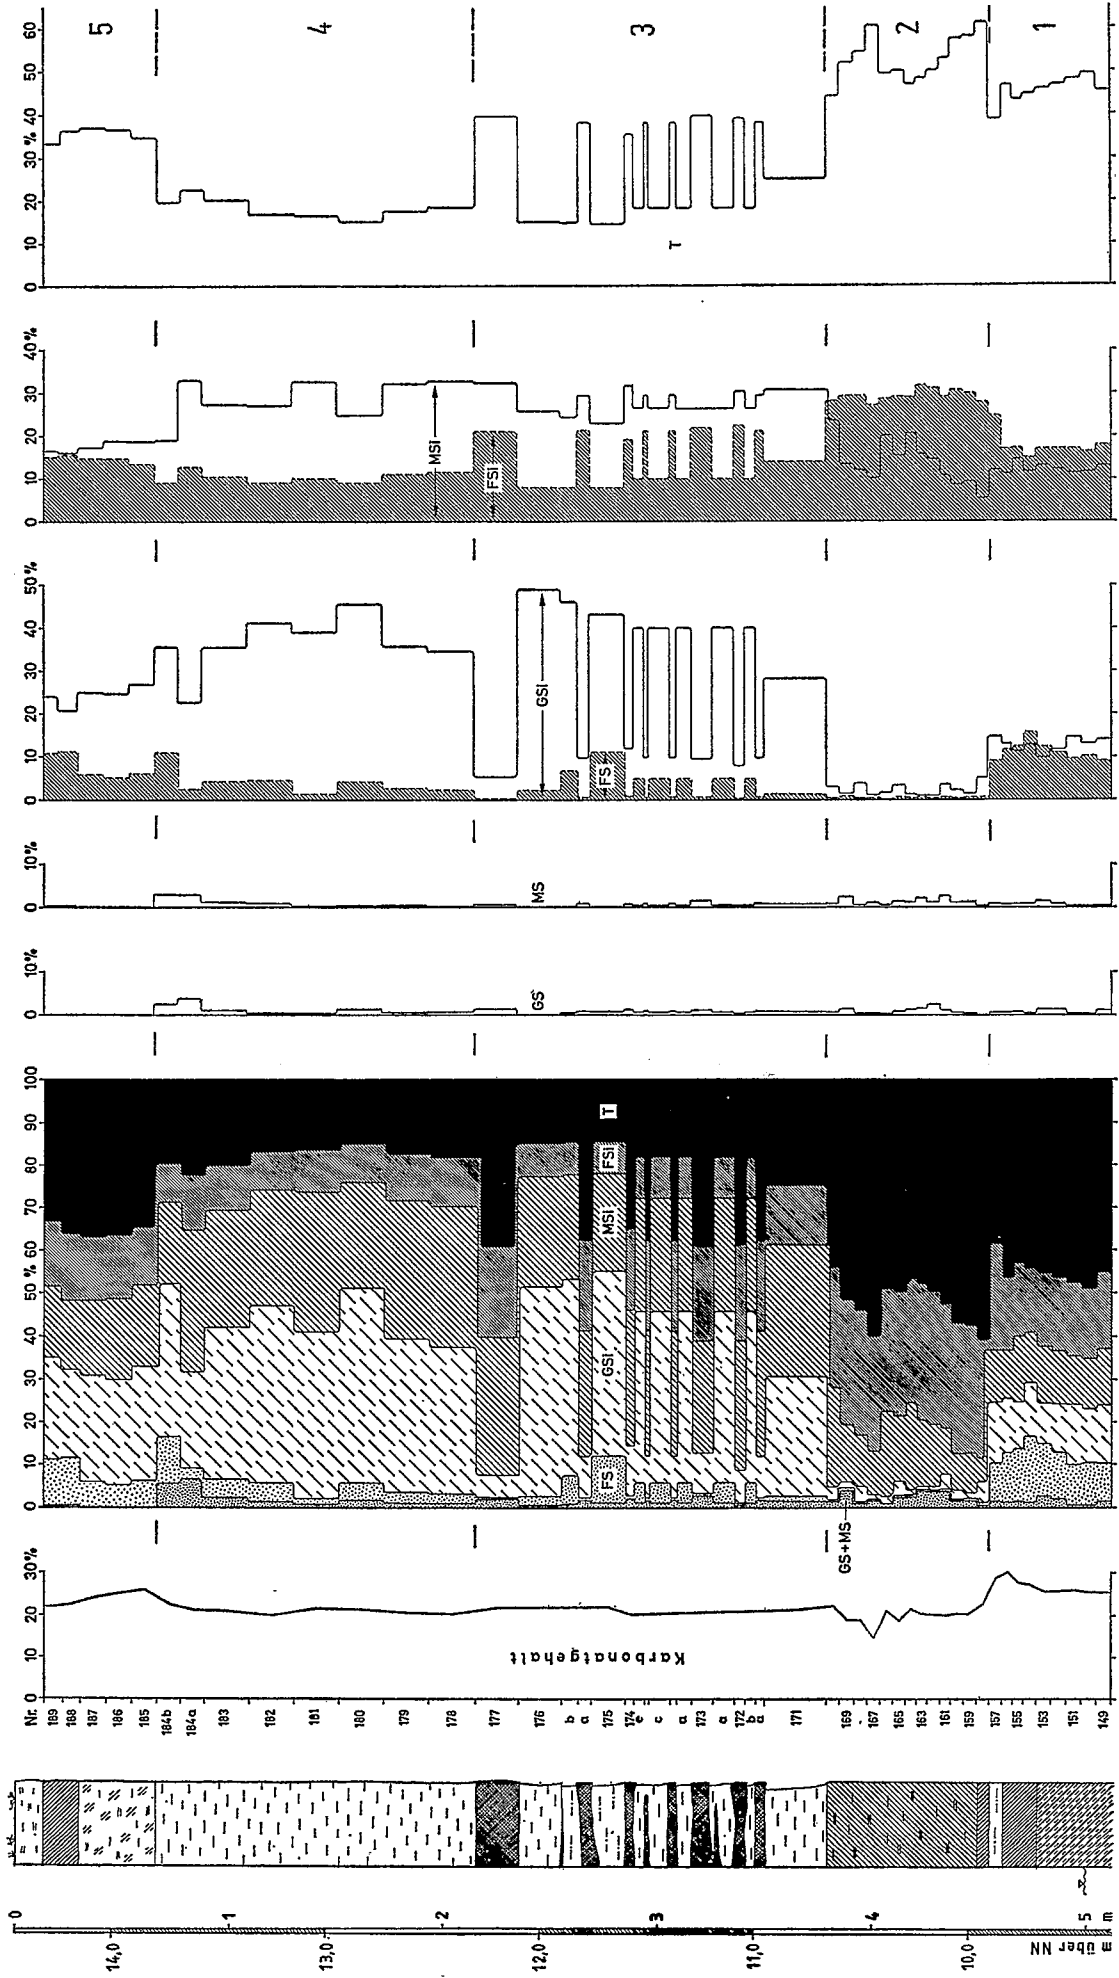 0 1 2 3 4 5 m
14,0 13,0 12,0 11,0 10,0 m über NN
Nr. 189 188 187 186 185 184b 184a 183 182 181 180 179 178 177 176 b a 175 174 e c a 173 a 172 b a 171 169 167 165 163 161 159 157 155 153 151 149
0 10 20 30%
Karbonatgehalt
GS+MS
0 10 20 30 40 50 % 60 70 80 90 100
FS GSI MSI FSI T
0 10%
GS
0 10%
MS
0 10 20 30 40 50%
FS GSI
0 10 20 30 40%
FSI MSI
0 10 20 30 % 40 50 60
T
5 4 3 2 1